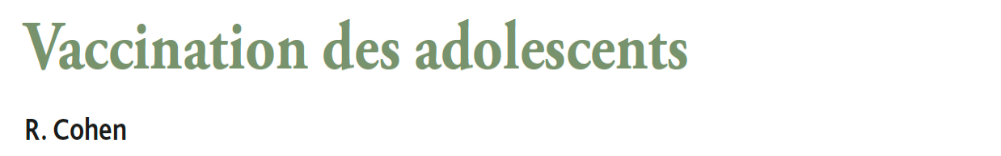 Vaccination des adolescents
R. Cohen